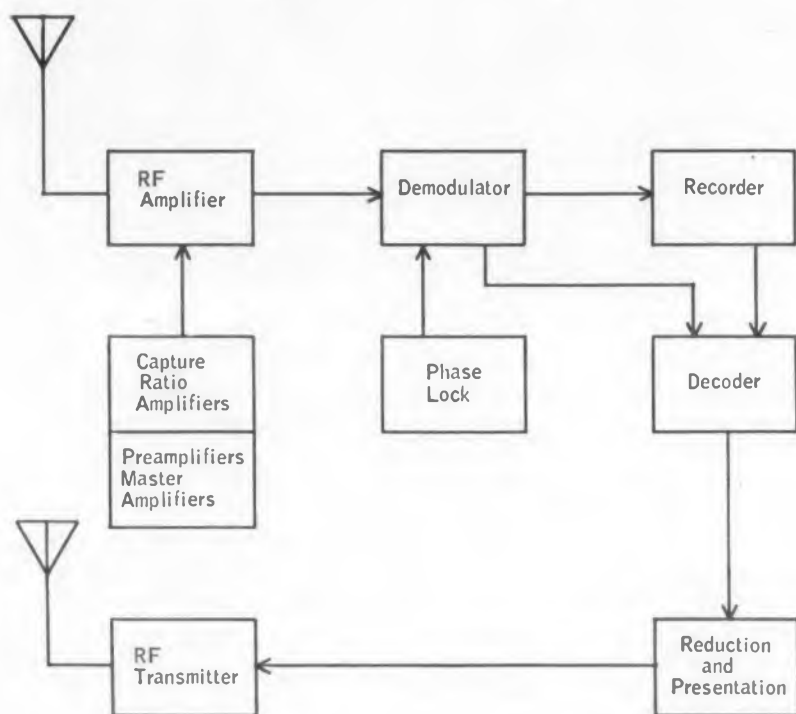 RF
Amplifier
Demodulator
Recorder
Capture
Ratio
Amplifiers
Preamplifiers
Master
Amplifiers
Phase
Lock
Decoder
RF
Transmitter
Reduction
and
Presentation